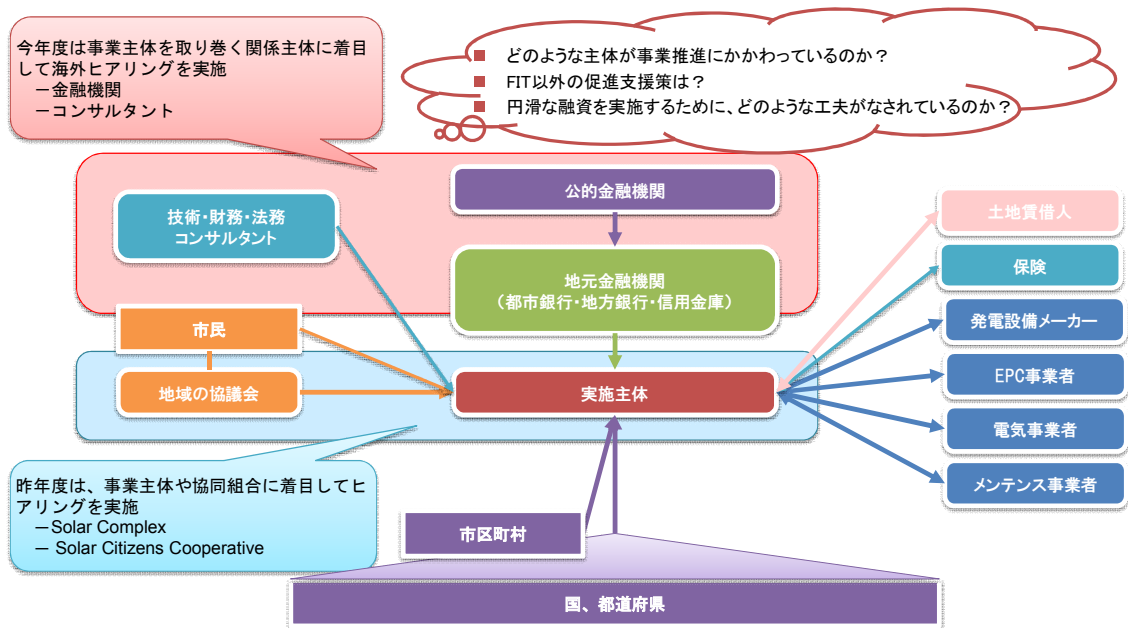 今年度は事業主体を取り巻く関係主体に着目
して海外ヒアリングを実施
－金融機関
－コンサルタント
■ どのような主体が事業推進にかかわっているのか？
■ FIT以外の促進支援策は？
■ 円滑な融資を実施するために、どのような工夫がなされているのか？
公的金融機関
技術・財務・法務
コンサルタント
地元金融機関
（都市銀行・地方銀行・信用金庫）
市民
地域の協議会
実施主体
土地賃借人
保険
発電設備メーカー
EPC事業者
電気事業者
メンテンス事業者
昨年度は、事業主体や協同組合に着目してヒ
アリングを実施
－Solar Complex
－ Solar Citizens Cooperative
市区町村
国、都道府県